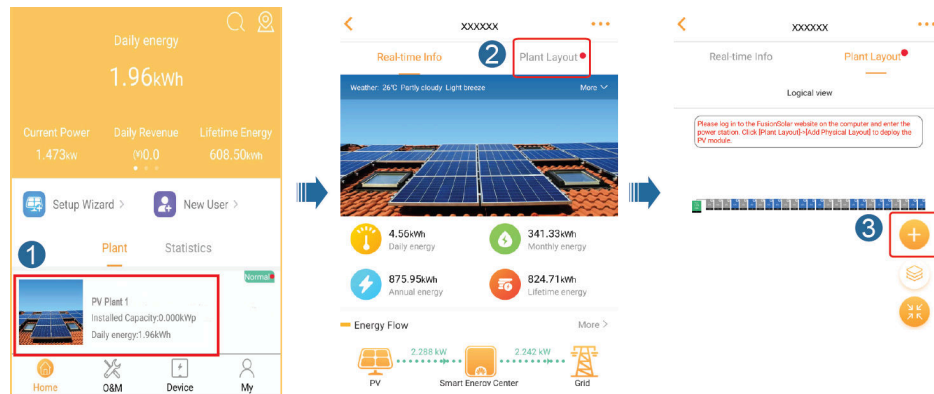 Daily energy
1.96kWh
Current Power Daily Revenue Lifetime Energy
1.473kw (¥)0.0 608.50kWh
Setup Wizard > New User >
1
Plant Statistics
Normal
PV Plant 1
Installed Capacity:0.000kWp
Daily energy:1.96kWh
Home O&M Device My
xxxxxx
Real-time Info 2 Plant Layout
Weather: 26℃ Partly cloudy Light breeze More
4.56kWh 341.33kWh
Daily energy Monthly energy
875.95kWh 824.71kWh
Annual energy Lifetime energy
Energy Flow More >
2.288 kW 2.242 kW
PV Smart Energy Center Grid
xxxxxx
Real-time Info Plant Layout
Logical view
Please log in to the FusionSolar website on the computer and enter the
power station. Click [Plant Layout]->[Add Physical Layout] to deploy the
PV module.
3